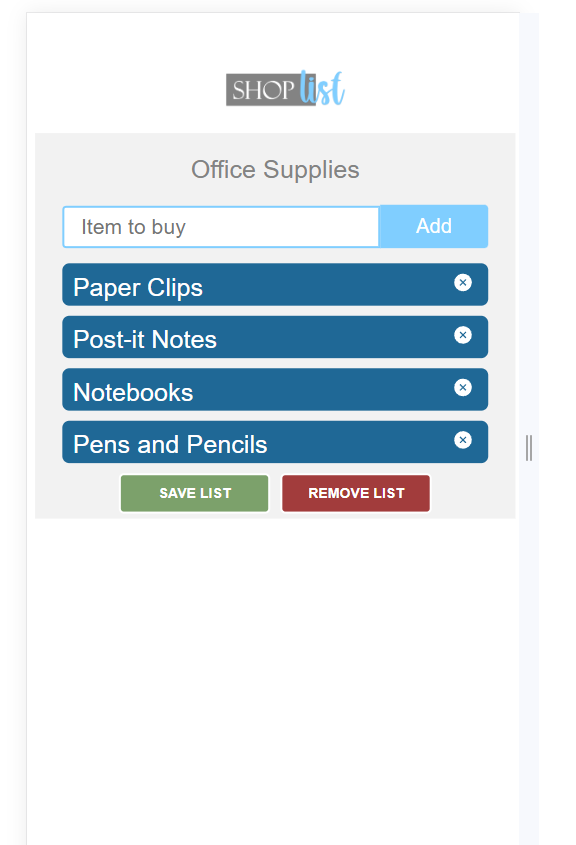 SHOP list
Office Supplies
Item to buy Add
Paper Clips
Post-it Notes
Notebooks
Pens and Pencils
SAVE LIST REMOVE LIST